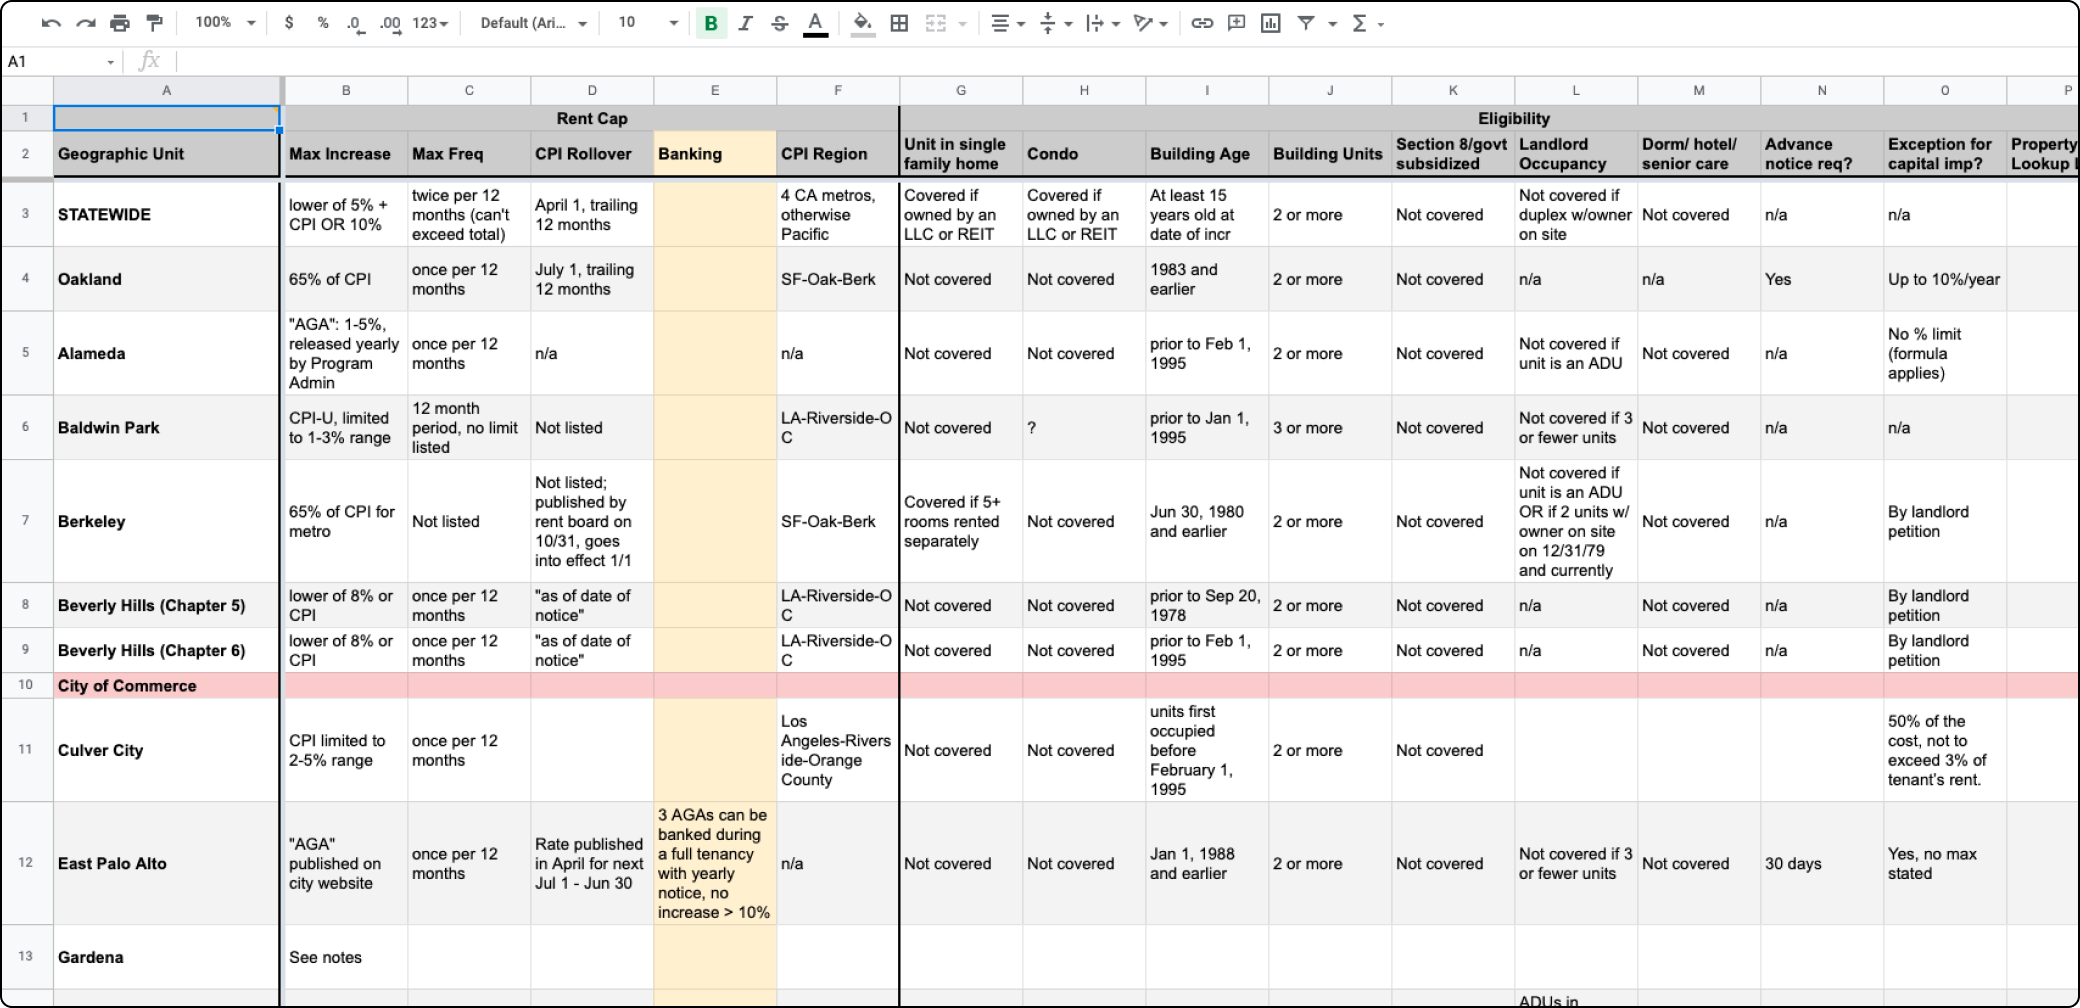 100% $ % .0 .00 123 Default (Ari... 10 B I S A Σ
A1 fx
A B C D E F G H I J K L M N O P
1 Rent Cap Eligibility
2 Geographic Unit Max Increase Max Freq CPI Rollover Banking CPI Region Unit in single family home Condo Building Age Building Units Section 8/govt subsidized Landlord Occupancy Dorm/ hotel/ senior care Advance notice req? Exception for capital imp? Property Lookup
3 STATEWIDE lower of 5% + CPI OR 10% twice per 12 months (can't exceed total) April 1, trailing 12 months 4 CA metros, otherwise Pacific Covered if owned by an LLC or REIT Covered if owned by an LLC or REIT At least 15 years old at date of incr 2 or more Not covered Not covered if duplex w/owner on site Not covered n/a n/a
4 Oakland 65% of CPI once per 12 months July 1, trailing 12 months SF-Oak-Berk Not covered Not covered 1983 and earlier 2 or more Not covered n/a n/a Yes Up to 10%/year
5 Alameda "AGA": 1-5%, released yearly by Program Admin once per 12 months n/a n/a Not covered Not covered prior to Feb 1, 1995 2 or more Not covered Not covered if unit is an ADU Not covered n/a No % limit (formula applies)
6 Baldwin Park CPI-U, limited to 1-3% range 12 month period, no limit listed Not listed LA-Riverside-OC Not covered ? prior to Jan 1, 1995 3 or more Not covered Not covered if 3 or fewer units Not covered n/a n/a
7 Berkeley 65% of CPI for metro Not listed Not listed; published by rent board on 10/31, goes into effect 1/1 SF-Oak-Berk Covered if 5+ rooms rented separately Not covered Jun 30, 1980 and earlier 2 or more Not covered Not covered if unit is an ADU OR if 2 units w/ owner on site on 12/31/79 and currently Not covered n/a By landlord petition
8 Beverly Hills (Chapter 5) lower of 8% or CPI once per 12 months "as of date of notice" LA-Riverside-OC Not covered Not covered prior to Sep 20, 1978 2 or more Not covered n/a Not covered n/a By landlord petition
9 Beverly Hills (Chapter 6) lower of 8% or CPI once per 12 months "as of date of notice" LA-Riverside-OC Not covered Not covered prior to Feb 1, 1995 2 or more Not covered n/a Not covered n/a By landlord petition
10 City of Commerce
11 Culver City CPI limited to 2-5% range once per 12 months Los Angeles-Riverside-Orange County Not covered Not covered units first occupied before February 1, 1995 2 or more Not covered 50% of the cost, not to exceed 3% of tenant's rent.
12 East Palo Alto "AGA" published on city website once per 12 months Rate published in April for next Jul 1 - Jun 30 3 AGAs can be banked during a full tenancy with yearly notice, no increase > 10% n/a Not covered Not covered Jan 1, 1988 and earlier 2 or more Not covered Not covered if 3 or fewer units Not covered 30 days Yes, no max stated
13 Gardena See notes
ADUs in